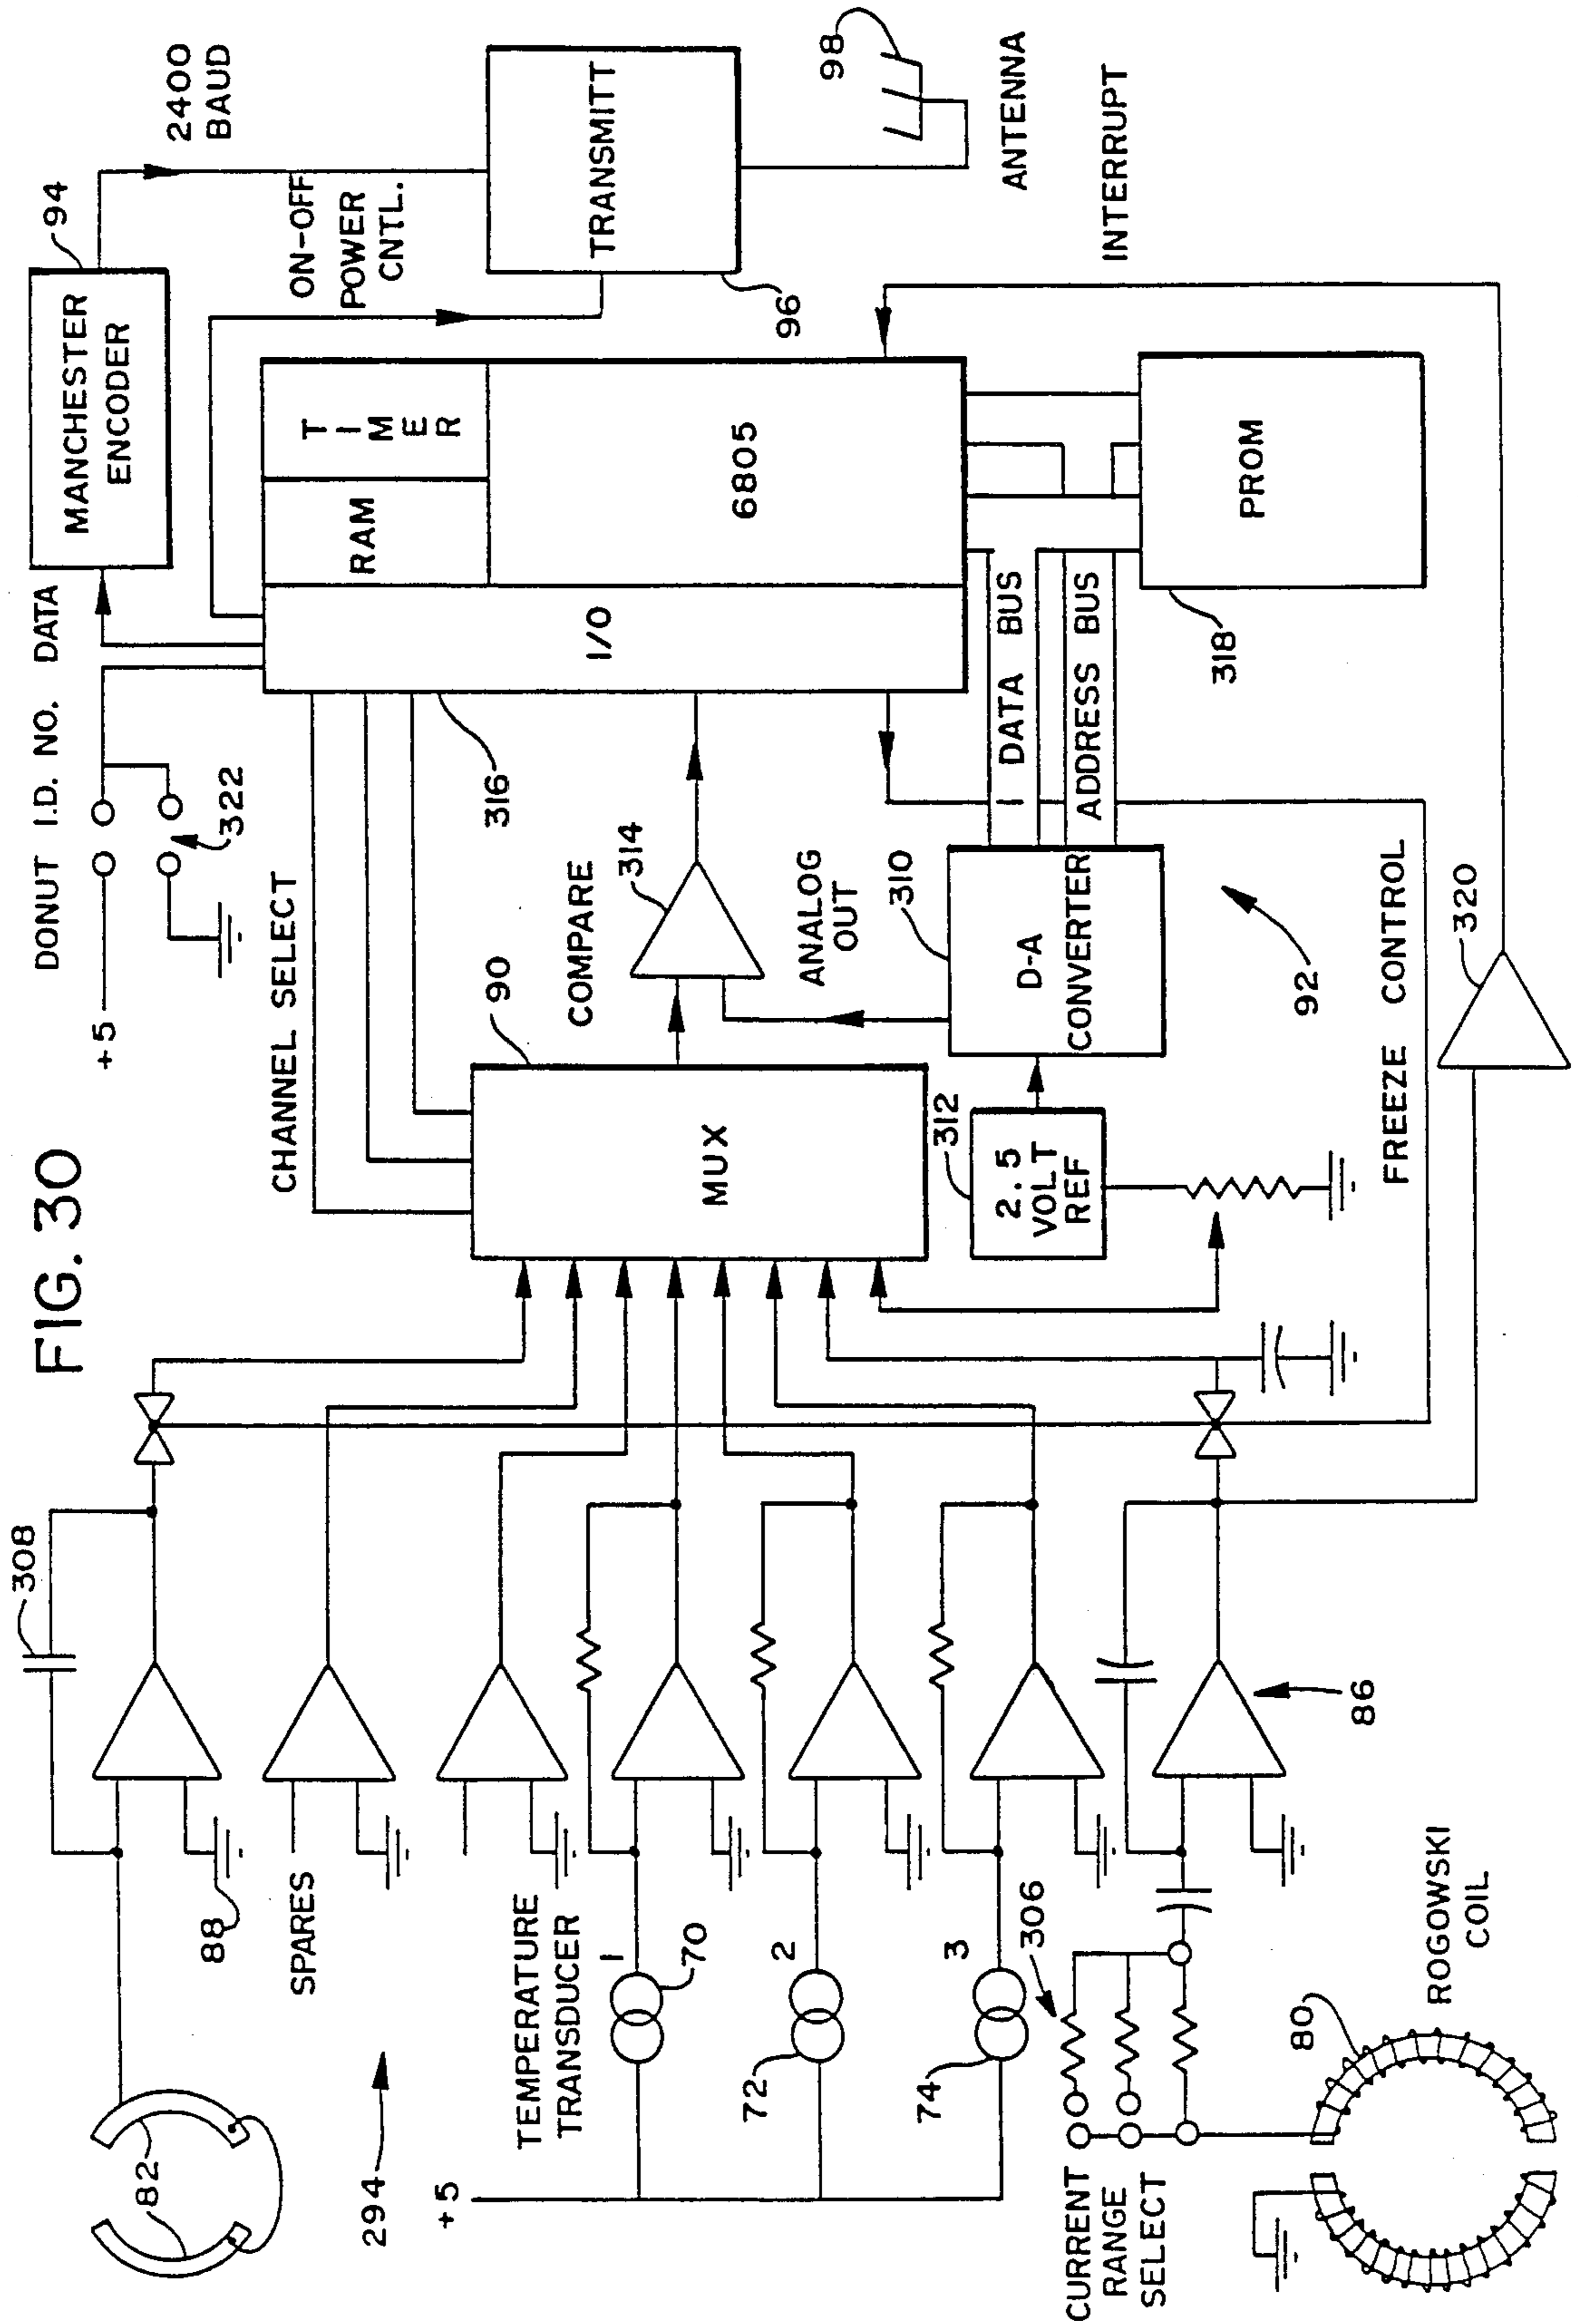 FIG. 30
DONUT I.D. NO. DATA
+5
322
94
MANCHESTER
ENCODER
2400
BAUD
ON-OFF
POWER
CNTL.
TRANSMITT
96
98
ANTENNA
INTERRUPT
CHANNEL SELECT
316
I/O
RAM
TIMER
6805
COMPARE
314
90
MUX
ANALOG
OUT
310
D-A
CONVERTER
312
2.5
VOLT
REF
92
DATA BUS
ADDRESS BUS
PROM
318
FREEZE CONTROL
320
308
88
SPARES
82
294
TEMPERATURE
TRANSDUCER
+5
1
70
2
72
3
74
306
CURRENT
RANGE
SELECT
86
80
ROGOWSKI
COIL